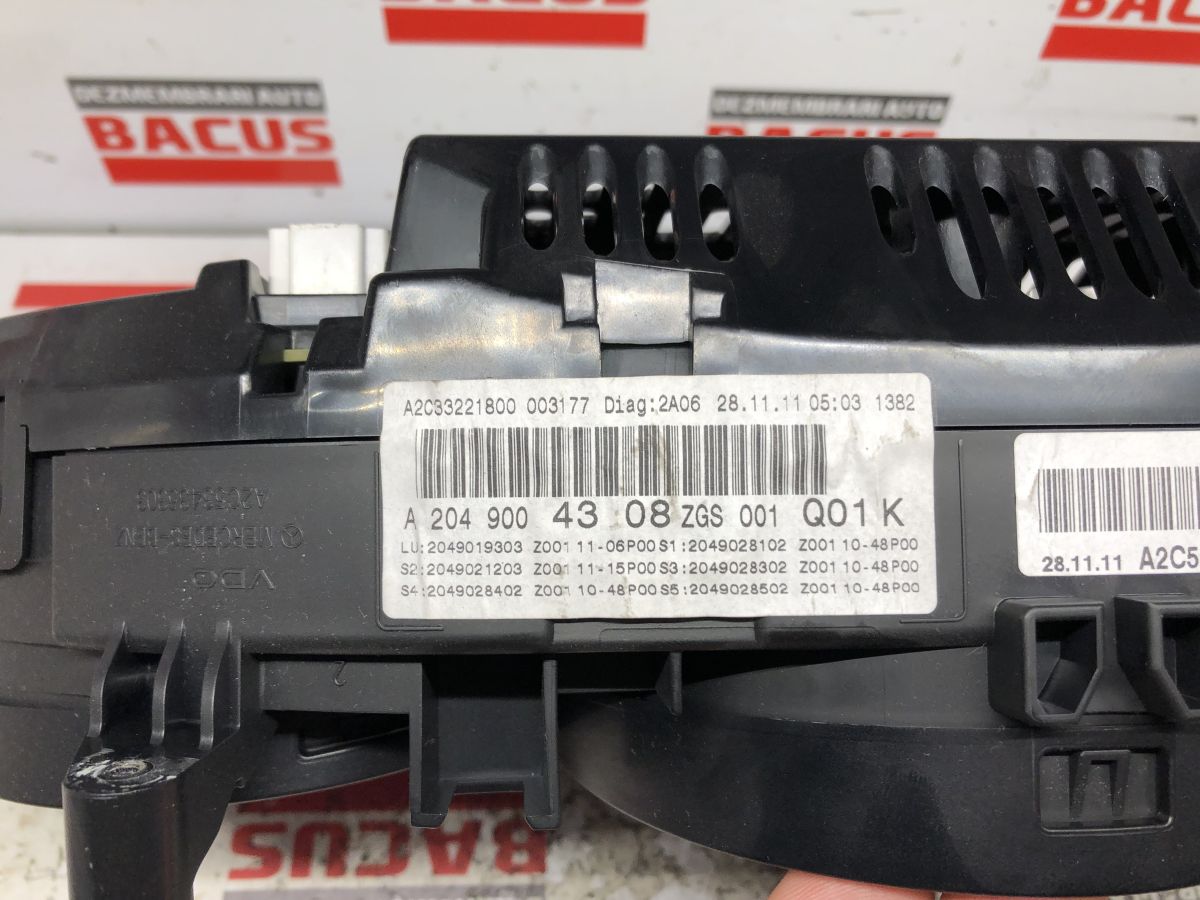 BACUS
BACUS
DEZMEMBRARI AUTO
BACUS
DEZMEMBRARI AUTO
BACUS
A2C33221800 003177 Diag:2A06 28.11.11 05:03 1382
A 204 900 43 08 ZGS 001 Q01 K
LU:2049019303 Z001 11-06P00 S1:2049028102 Z001 10-48P00
S2:2049021203 Z001 11-15P00 S3:2049028302 Z001 10-48P00
S4:2049028402 Z001 10-48P00 S5:2049028502 Z001 10-48P00
28.11.11 A2C5
VDO
BACUS